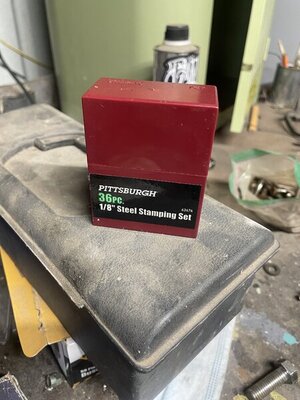 PITTSBURGH
36PC.
1/8" Steel Stamping Set